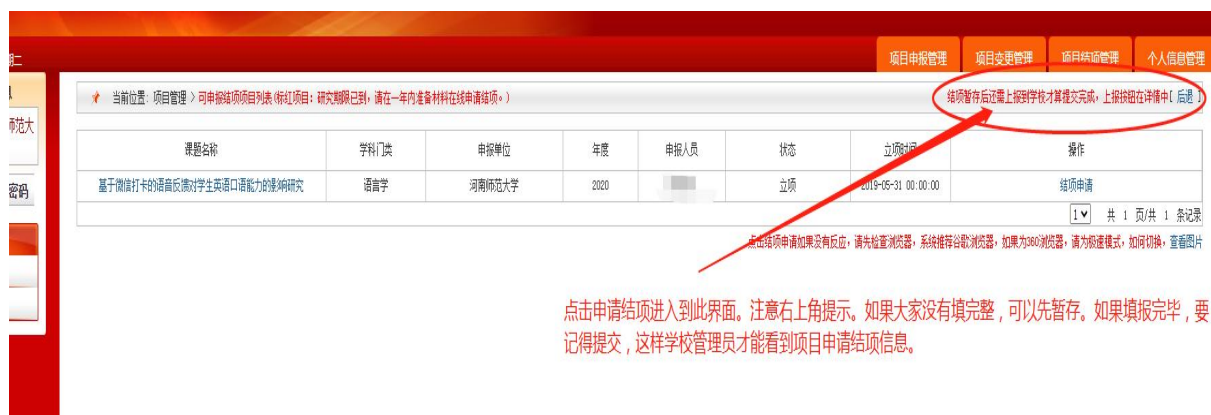 项目申报管理 项目变更管理 项目结项管理 个人信息管理
期二
当前位置: 项目管理 > 可申报结项项目列表(标红项目: 研究期限已到, 请在一年内准备材料在线申请结项。)
结项暂存后还需上报到学校才算提交完成, 上报按钮在详情中[ 后退 ]
师范大
密码
课题名称 学科门类 申报单位 年度 申报人员 状态 立项时间 操作
基于微信打卡的语音反馈对学生英语口语能力的影响研究 语言学 河南师范大学 2020 立项 2019-05-31 00:00:00 结项申请
1 共 1 页/共 1 条记录
点击结项申请如果没有反应, 请先检查浏览器, 系统推荐谷歌浏览器, 如果为360浏览器, 请为极速模式, 如何切换, 查看图片
点击申请结项进入到此界面。注意右上角提示。如果大家没有填完整，可以先暂存。如果填报完毕，要
记得提交，这样学校管理员才能看到项目申请结项信息。